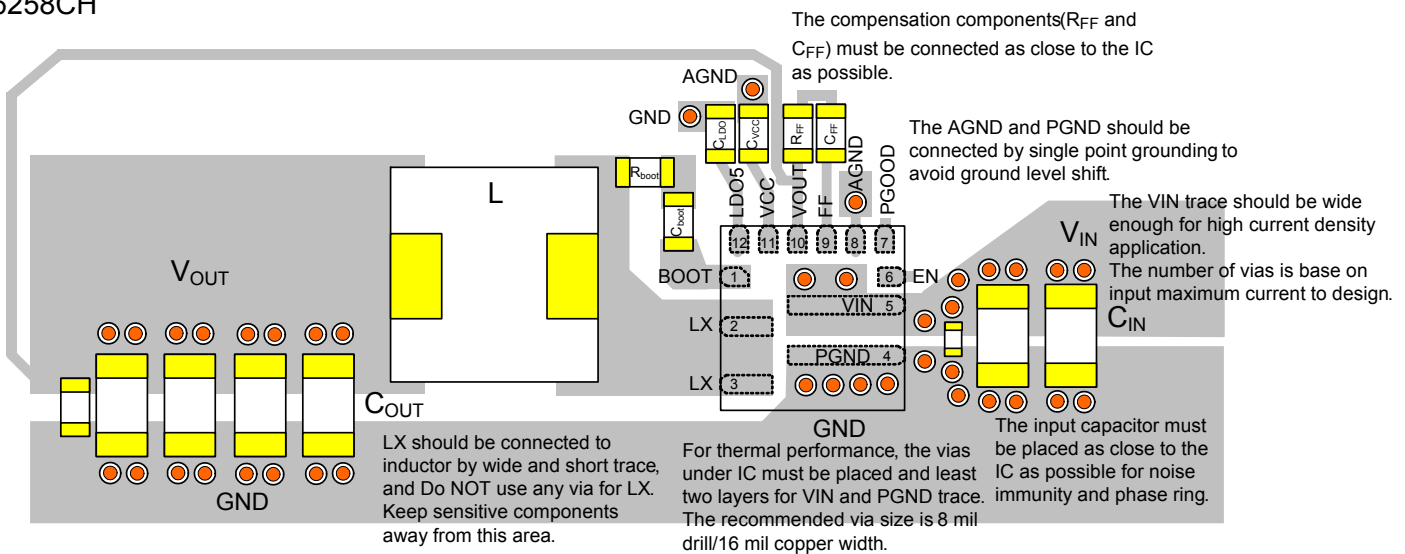 The compensation components(RFF and
CFF) must be connected as close to the IC
as possible.
AGND
GND
CLDO
CVCC
RFF
CFF
AGND
PGOOD
The AGND and PGND should be
connected by single point grounding to
avoid ground level shift.
Rboot
Cboot
LDO5
VCC
VOUT
FF
L
VIN
The VIN trace should be wide
enough for high current density
application.
The number of vias is base on
input maximum current to design.
12
11
10
9
8
7
VOUT
BOOT
1
6
EN
VIN 5
LX
2
CIN
PGND 4
LX
3
COUT
GND
GND
LX should be connected to
inductor by wide and short trace,
and Do NOT use any via for LX.
Keep sensitive components
away from this area.
For thermal performance, the vias
under IC must be placed and least
two layers for VIN and PGND trace.
The recommended via size is 8 mil
drill/16 mil copper width.
The input capacitor must
be placed as close to the
IC as possible for noise
immunity and phase ring.